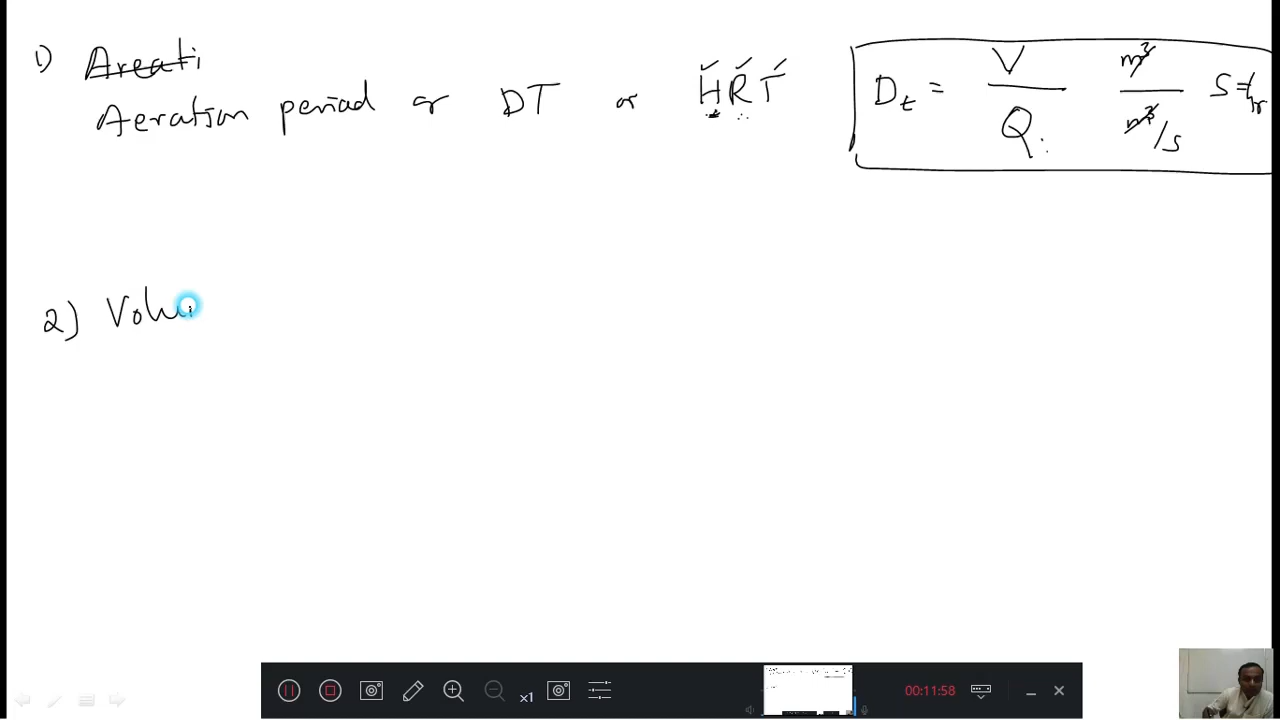 1) Areati
Aeration period or DT or HRT
Dt = V / Q m³ / m³/s S = hr
2) Volu
x1
00:11:58